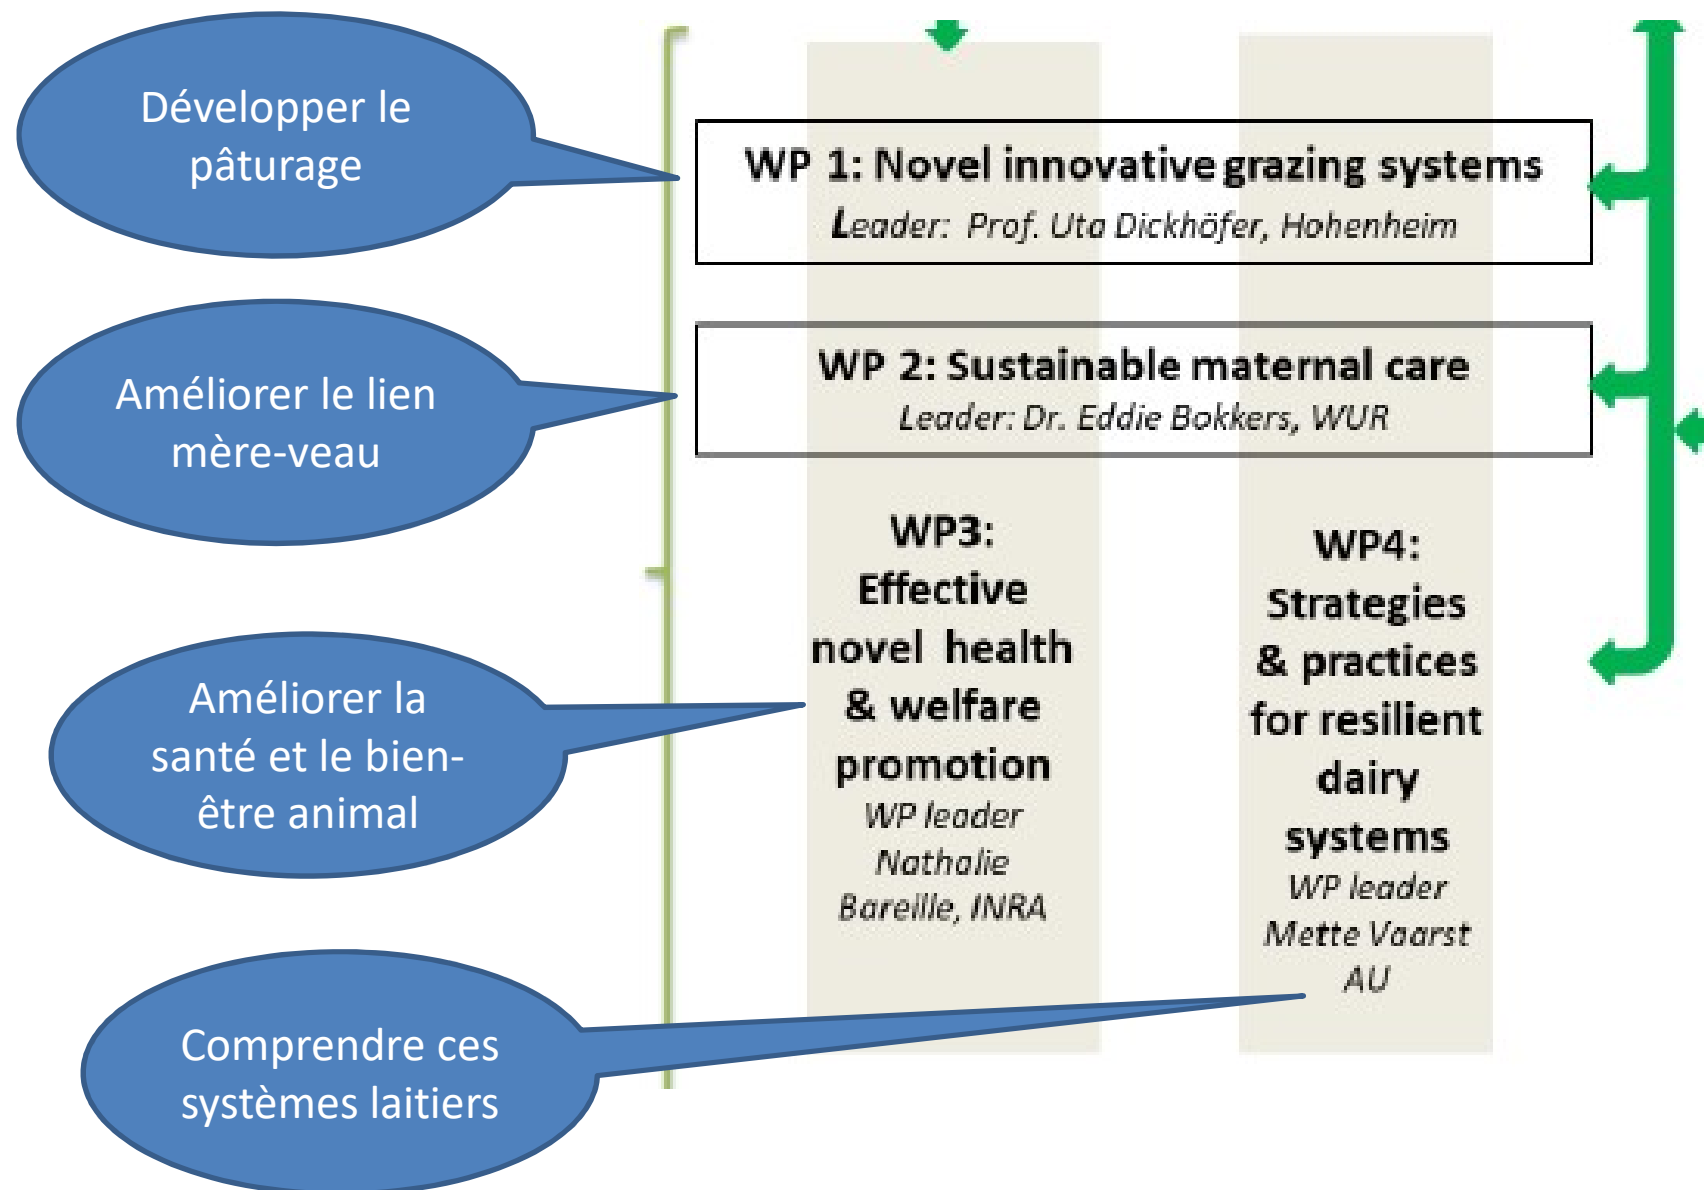 Développer le
pâturage
WP 1: Novel innovative grazing systems
Leader: Prof. Uta Dickhöfer, Hohenheim
Améliorer le lien
mère-veau
WP 2: Sustainable maternal care
Leader: Dr. Eddie Bokkers, WUR
Améliorer la
santé et le bien-
être animal
WP3:
Effective
novel health
& welfare
promotion
WP leader
Nathalie
Bareille, INRA
WP4:
Strategies
& practices
for resilient
dairy
systems
WP leader
Mette Vaarst
AU
Comprendre ces
systèmes laitiers